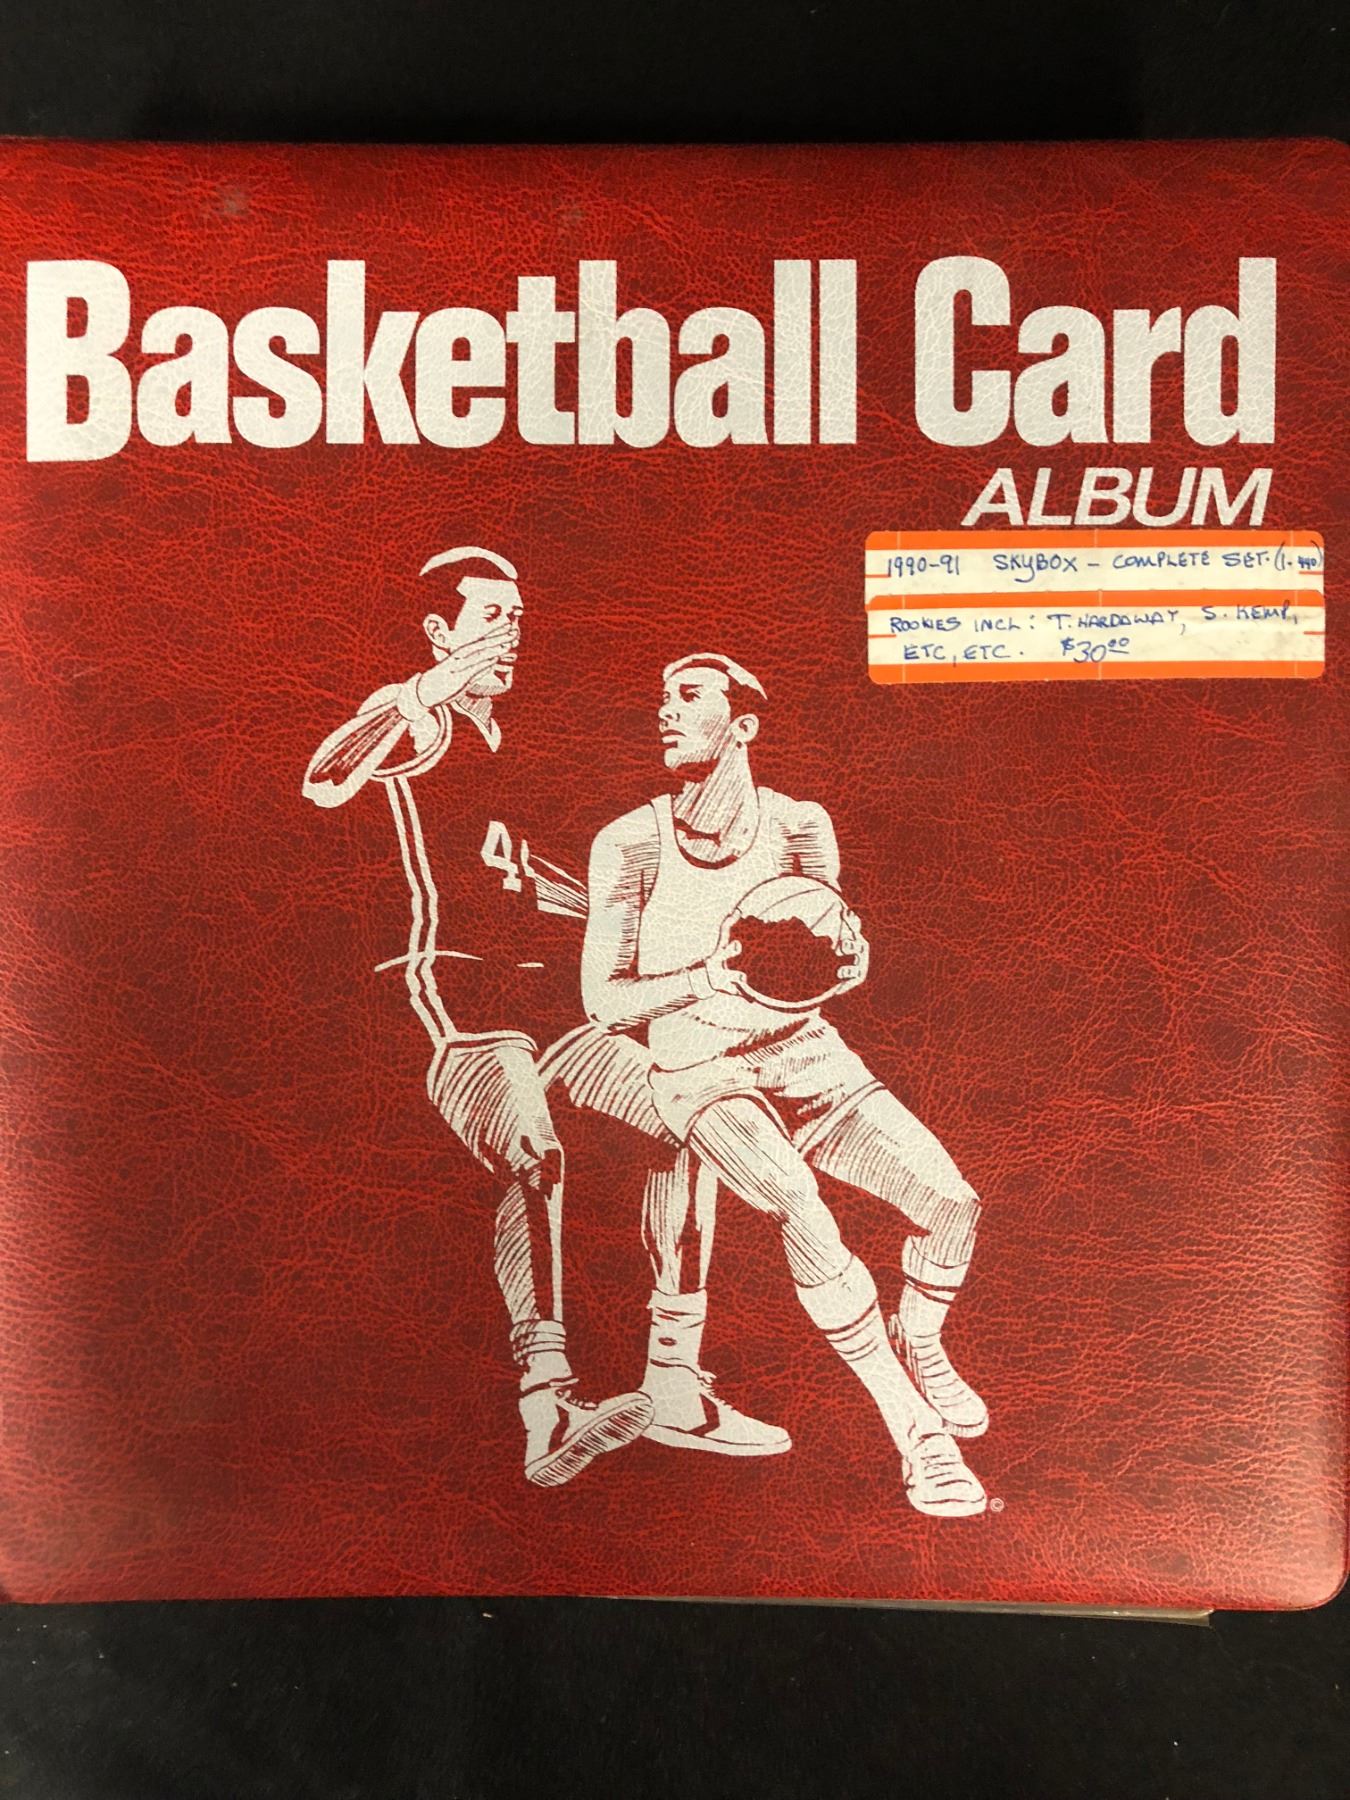 Basketball Card
ALBUM
1990-91 SKYBOX - COMPLETE SET. (1-440)
ROOKIES INCL: T. HARDAWAY, S. KEMP,
ETC, ETC. $30.00
4
©